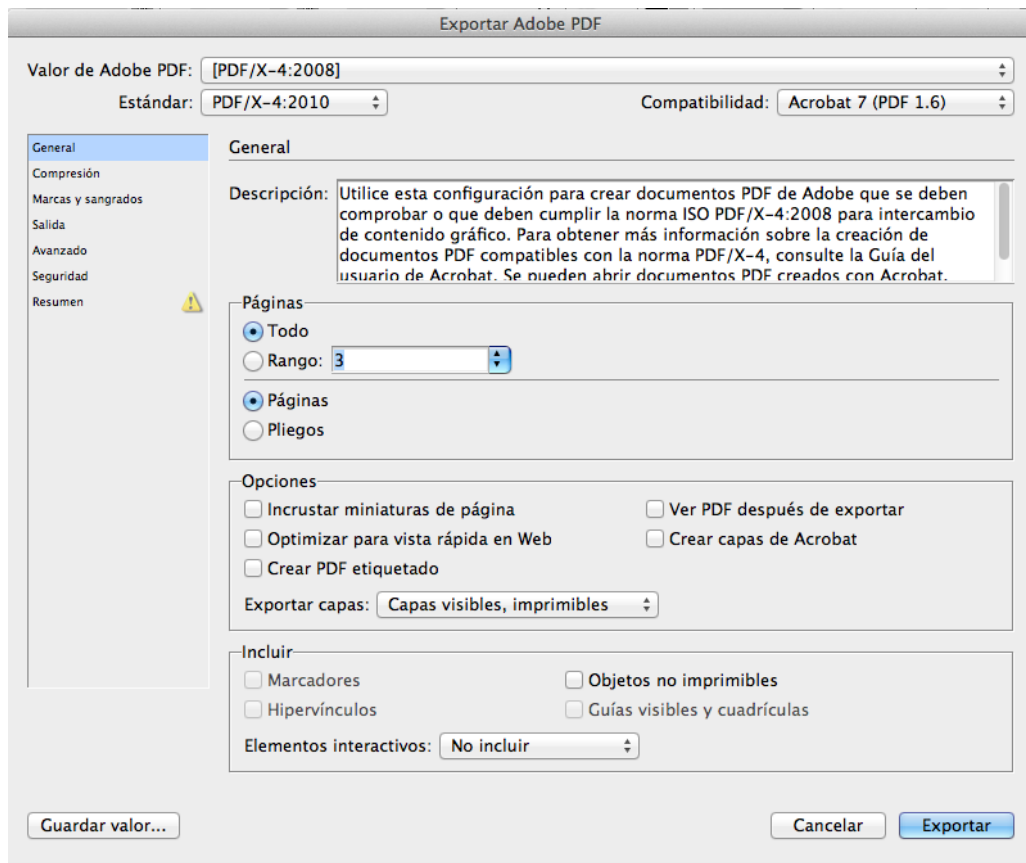 Exportar Adobe PDF
Valor de Adobe PDF: [PDF/X-4:2008]
Estándar: PDF/X-4:2010 Compatibilidad: Acrobat 7 (PDF 1.6)
General
Compresión
Marcas y sangrados
Salida
Avanzado
Seguridad
Resumen
General
Descripción: Utilice esta configuración para crear documentos PDF de Adobe que se deben
comprobar o que deben cumplir la norma ISO PDF/X-4:2008 para intercambio
de contenido gráfico. Para obtener más información sobre la creación de
documentos PDF compatibles con la norma PDF/X-4, consulte la Guía del
usuario de Acrobat. Se pueden abrir documentos PDF creados con Acrobat.
Páginas
Todo
Rango: 3
Páginas
Pliegos
Opciones
Incrustar miniaturas de página Ver PDF después de exportar
Optimizar para vista rápida en Web Crear capas de Acrobat
Crear PDF etiquetado
Exportar capas: Capas visibles, imprimibles
Incluir
Marcadores Objetos no imprimibles
Hipervínculos Guías visibles y cuadrículas
Elementos interactivos: No incluir
Guardar valor... Cancelar Exportar